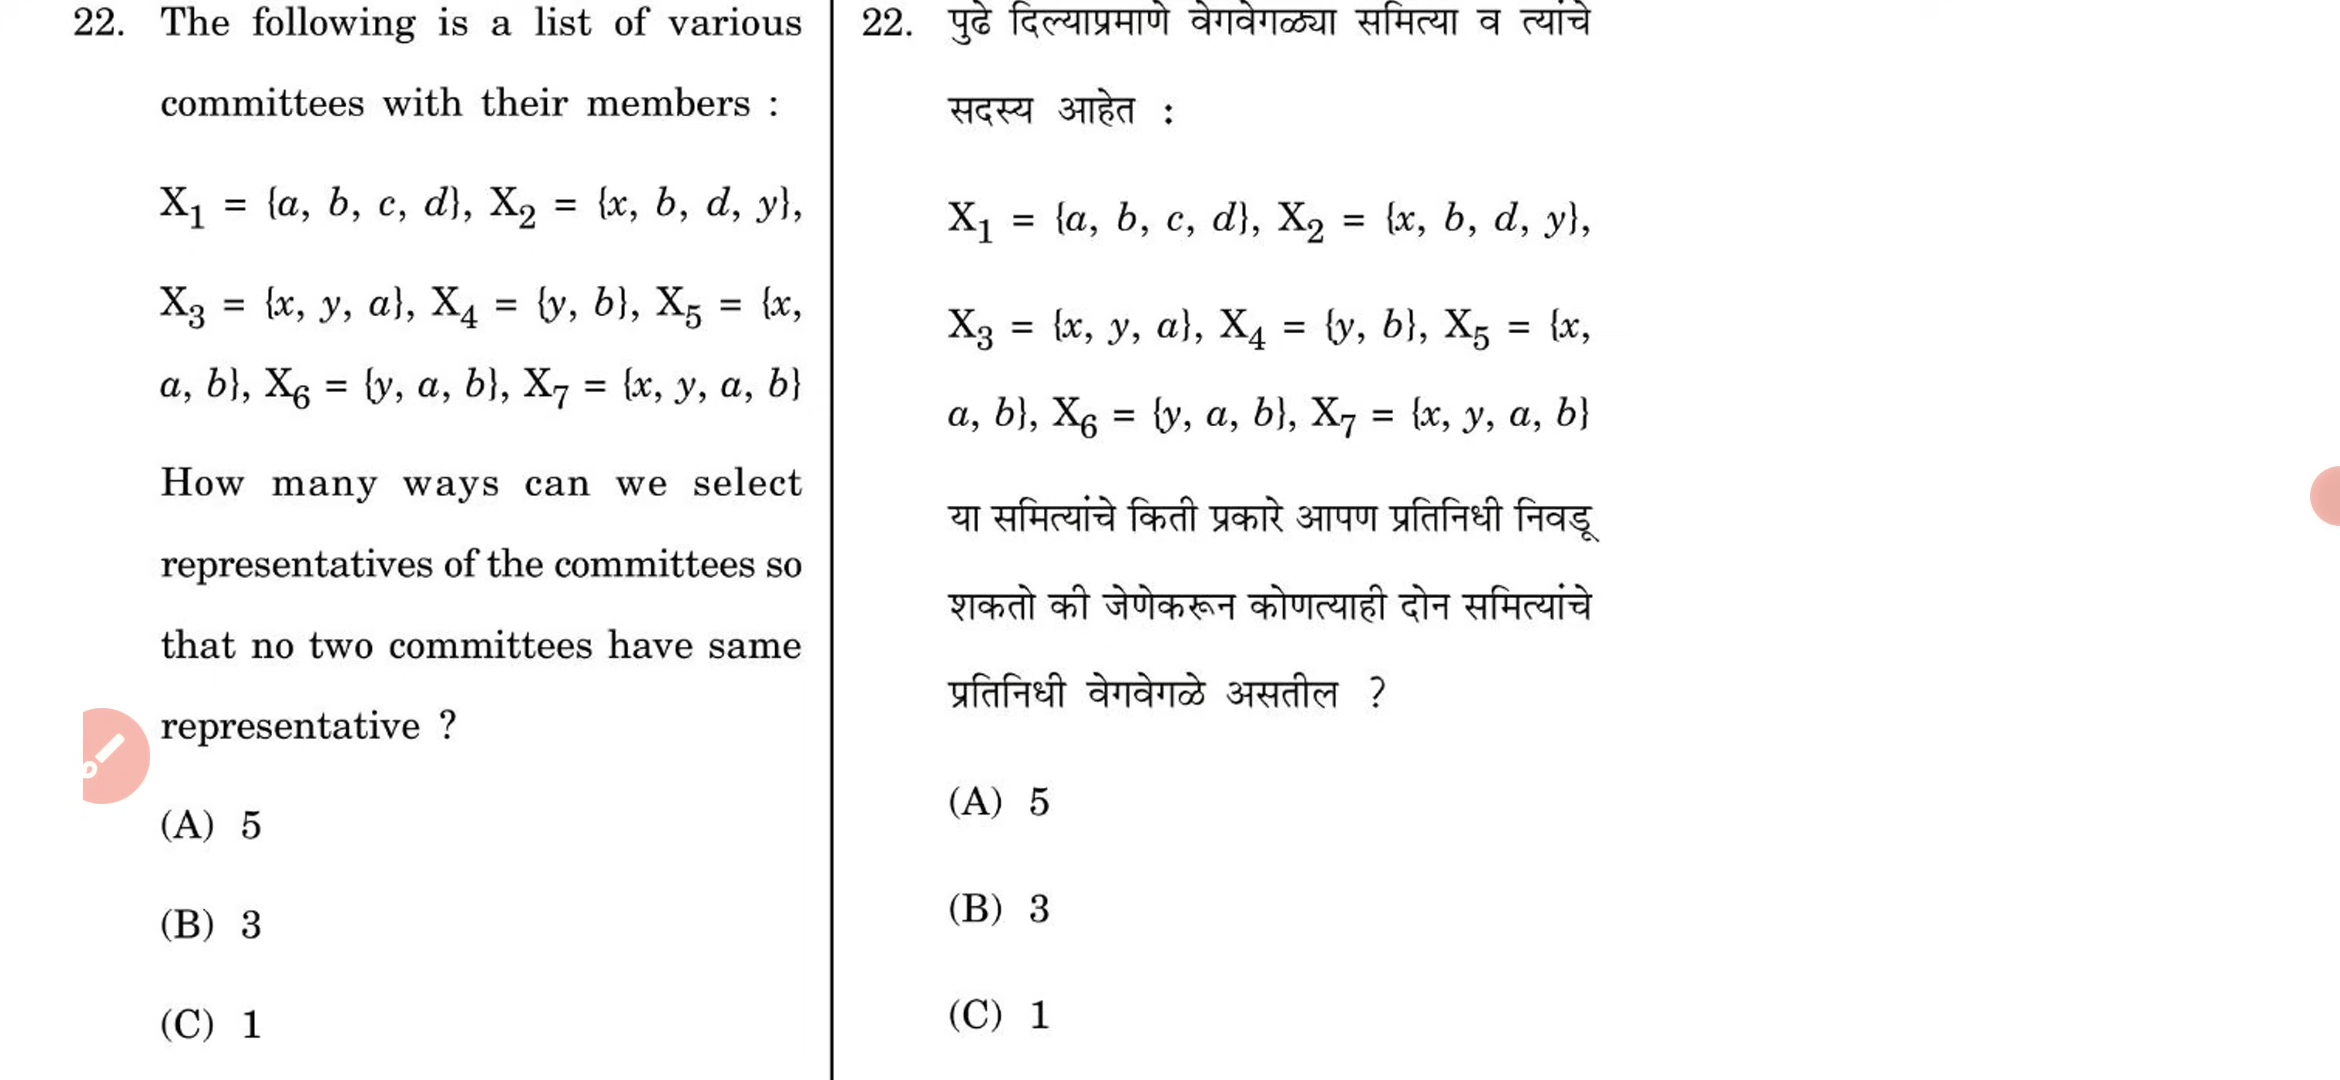 22. The following is a list of various
committees with their members :
X₁ = {a, b, c, d}, X₂ = {x, b, d, y},
X₃ = {x, y, a}, X₄ = {y, b}, X₅ = {x,
a, b}, X₆ = {y, a, b}, X₇ = {x, y, a, b}
How many ways can we select
representatives of the committees so
that no two committees have same
representative ?
(A) 5
(B) 3
(C) 1
22. पुढे दिल्याप्रमाणे वेगवेगळ्या समित्या व त्यांचे
सदस्य आहेत :
X₁ = {a, b, c, d}, X₂ = {x, b, d, y},
X₃ = {x, y, a}, X₄ = {y, b}, X₅ = {x,
a, b}, X₆ = {y, a, b}, X₇ = {x, y, a, b}
या समित्यांचे किती प्रकारे आपण प्रतिनिधी निवडू
शकतो की जेणेकरून कोणत्याही दोन समित्यांचे
प्रतिनिधी वेगवेगळे असतील ?
(A) 5
(B) 3
(C) 1